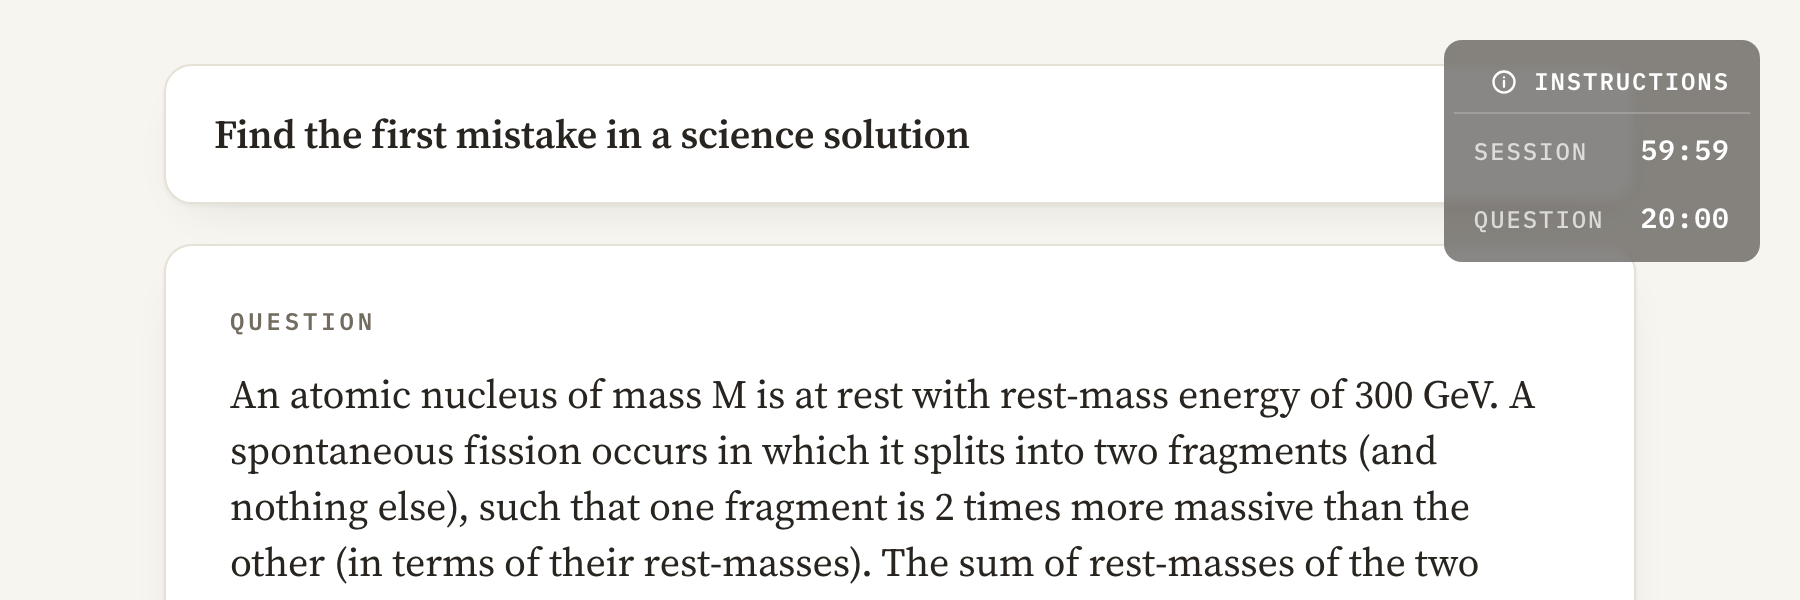 Find the first mistake in a science solution
INSTRUCTIONS
SESSION 59:59
QUESTION 20:00
QUESTION
An atomic nucleus of mass M is at rest with rest-mass energy of 300 GeV. A
spontaneous fission occurs in which it splits into two fragments (and
nothing else), such that one fragment is 2 times more massive than the
other (in terms of their rest-masses). The sum of rest-masses of the two